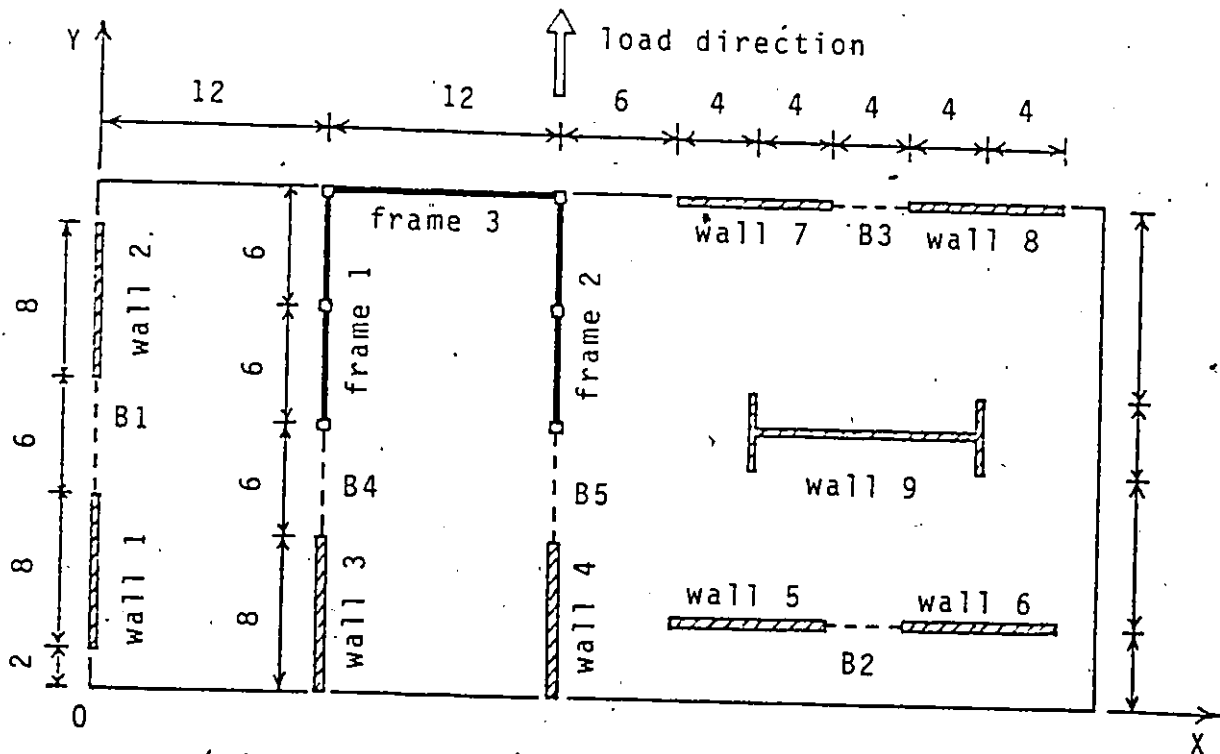 Y
load direction
12 12 6 4 4 4 4 4
frame 3
wall 7 B3 wall 8
8
wall 2
6
frame 1
frame 2
6
B1
6
wall 9
6
B4
B5
8
wall 1
8
wall 3
wall 4
wall 5
wall 6
B2
2
0
X